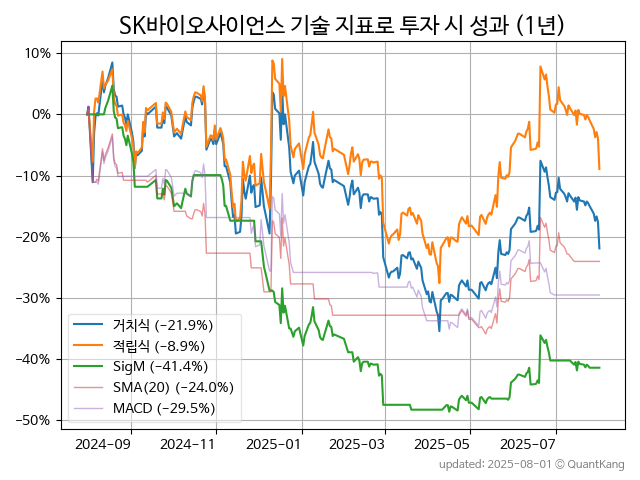 SK바이오사이언스 기술 지표로 투자 시 성과 (1년)
10%
0%
−10%
−20%
−30%
−40%
−50%
거치식 (−21.9%)
적립식 (−8.9%)
SigM (−41.4%)
SMA(20) (−24.0%)
MACD (−29.5%)
2024-09
2024-11
2025-01
2025-03
2025-05
2025-07
updated: 2025-08-01 © QuantKang